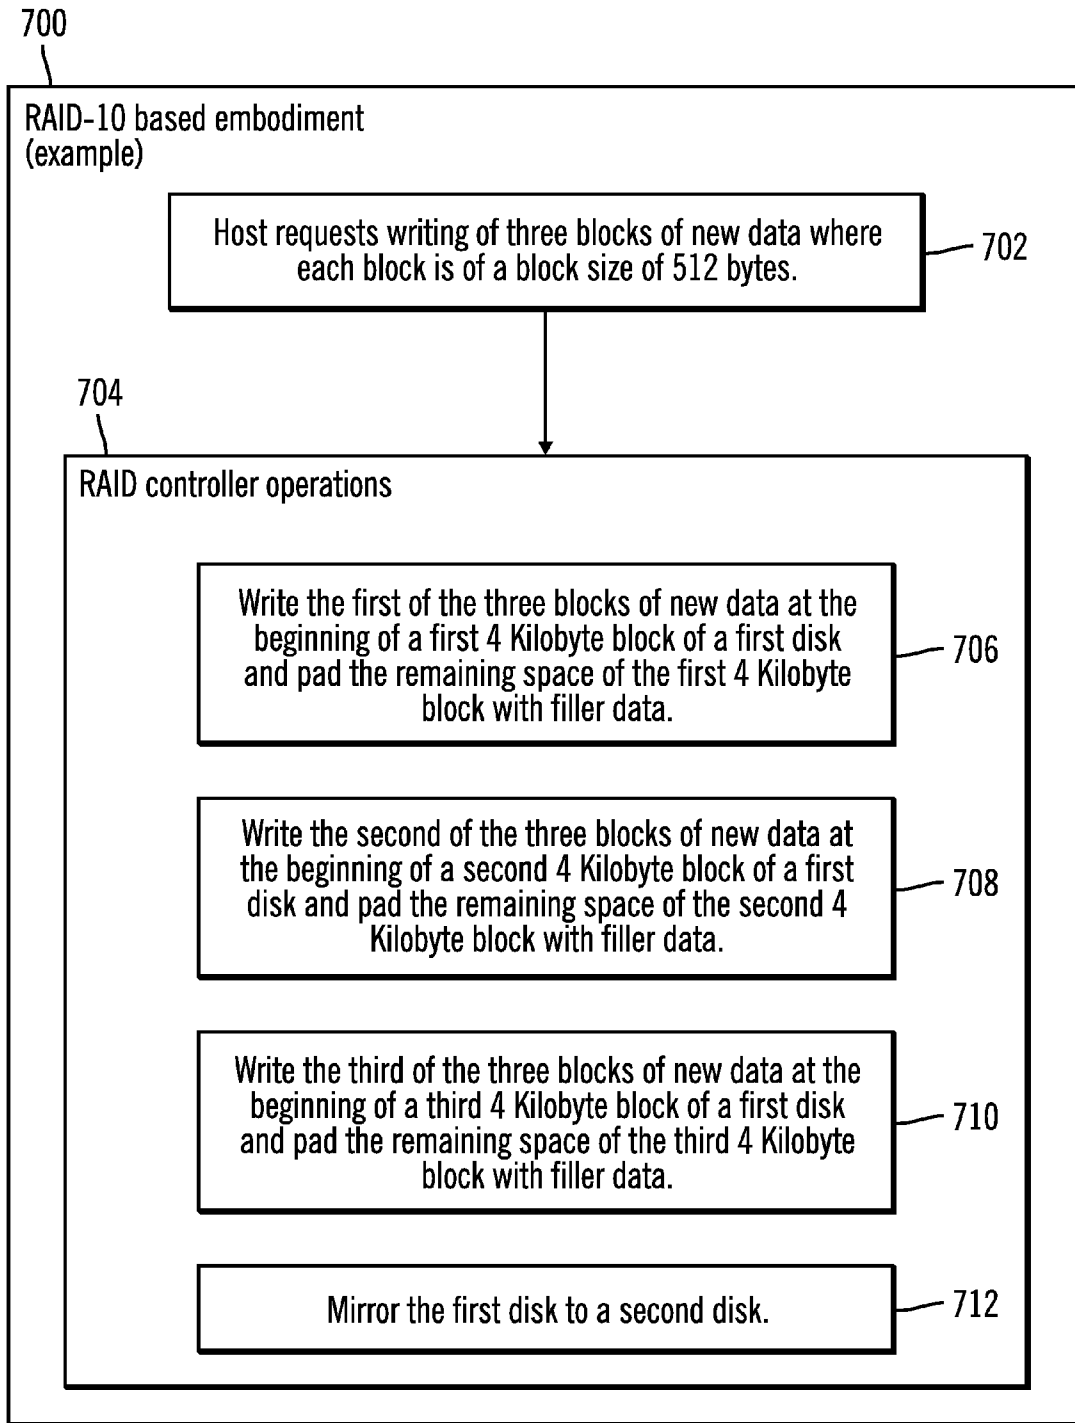 700
RAID-10 based embodiment
(example)
Host requests writing of three blocks of new data where
each block is of a block size of 512 bytes.
702
704
RAID controller operations
Write the first of the three blocks of new data at the
beginning of a first 4 Kilobyte block of a first disk
and pad the remaining space of the first 4 Kilobyte
block with filler data.
706
Write the second of the three blocks of new data at
the beginning of a second 4 Kilobyte block of a first
disk and pad the remaining space of the second 4
Kilobyte block with filler data.
708
Write the third of the three blocks of new data at the
beginning of a third 4 Kilobyte block of a first disk
and pad the remaining space of the third 4 Kilobyte
block with filler data.
710
Mirror the first disk to a second disk.
712